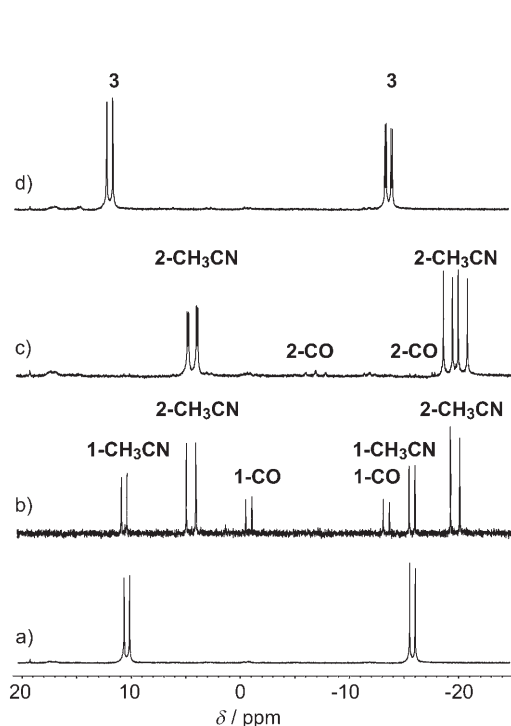 3 3
d)
2-CH₃CN 2-CH₃CN
c) 2-CO 2-CO
2-CH₃CN 2-CH₃CN
1-CH₃CN 1-CH₃CN
1-CO 1-CO
b)
a)
20 10 0 -10 -20
δ / ppm